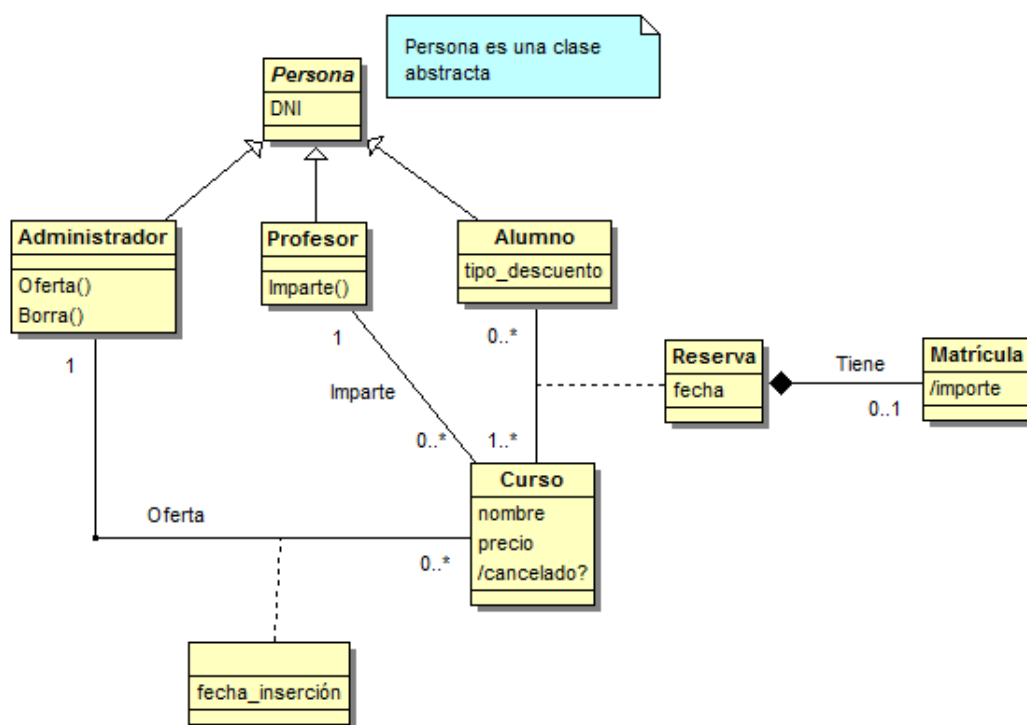 Persona es una clase
abstracta
Persona
DNI
Administrador
Oferta()
Borra()
Profesor
Imparte()
Alumno
tipo_descuento
1
1
0..*
Imparte
0..*
1..*
Reserva
fecha
Tiene
0..1
Matrícula
/importe
Oferta
0..*
Curso
nombre
precio
/cancelado?
fecha_inserción